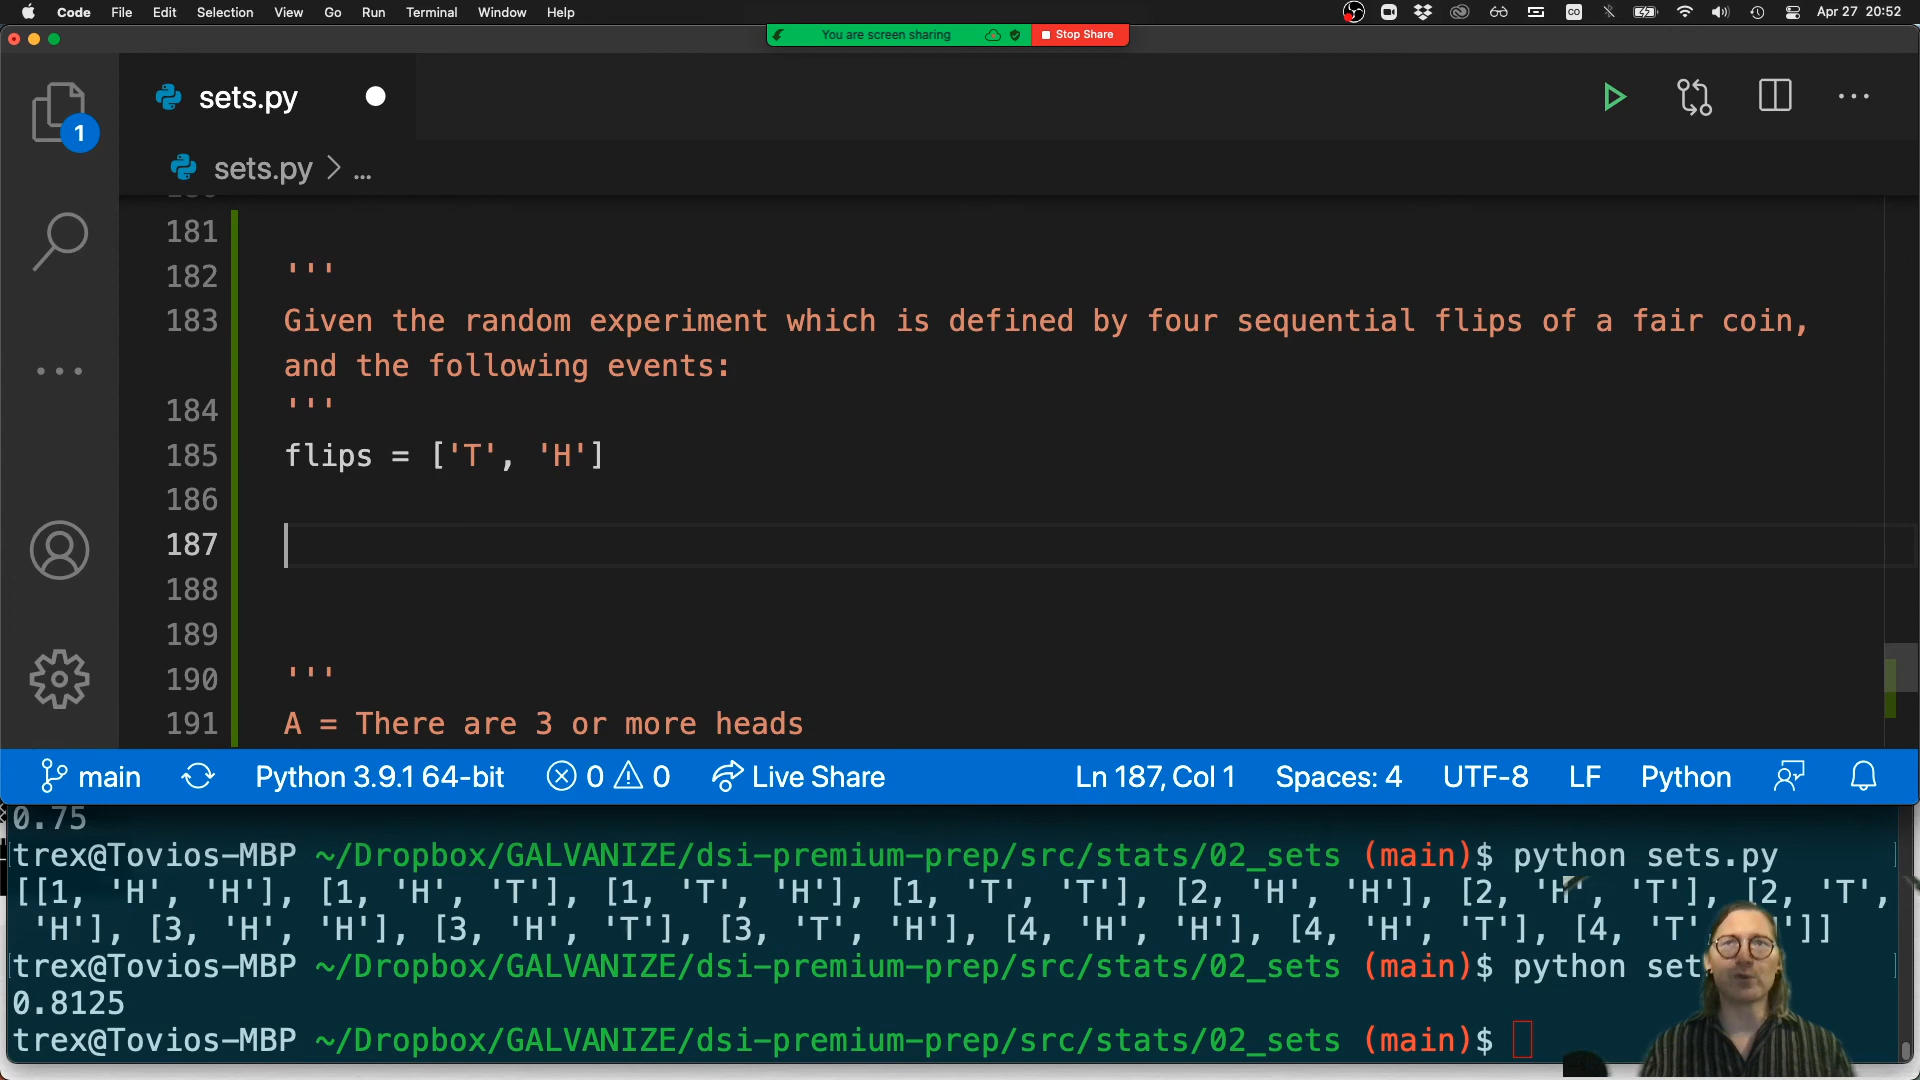 Code File Edit Selection View Go Run Terminal Window Help Apr 27 20:52
You are screen sharing Stop Share
sets.py
1
sets.py > ...
181
182 '''
183 Given the random experiment which is defined by four sequential flips of a fair coin,
and the following events:
184 '''
185 flips = ['T', 'H']
186
187
188
189
190 '''
191 A = There are 3 or more heads
main Python 3.9.1 64-bit 0 0 Live Share Ln 187, Col 1 Spaces: 4 UTF-8 LF Python
0.75
trex@Tovios-MBP ~/Dropbox/GALVANIZE/dsi-premium-prep/src/stats/02_sets (main)$ python sets.py
[[1, 'H', 'H'], [1, 'H', 'T'], [1, 'T', 'H'], [1, 'T', 'T'], [2, 'H', 'H'], [2, 'H', 'T'], [2, 'T',
'H'], [3, 'H', 'H'], [3, 'H', 'T'], [3, 'T', 'H'], [4, 'H', 'H'], [4, 'H', 'T'], [4, 'T' ']]
trex@Tovios-MBP ~/Dropbox/GALVANIZE/dsi-premium-prep/src/stats/02_sets (main)$ python set
0.8125
trex@Tovios-MBP ~/Dropbox/GALVANIZE/dsi-premium-prep/src/stats/02_sets (main)$